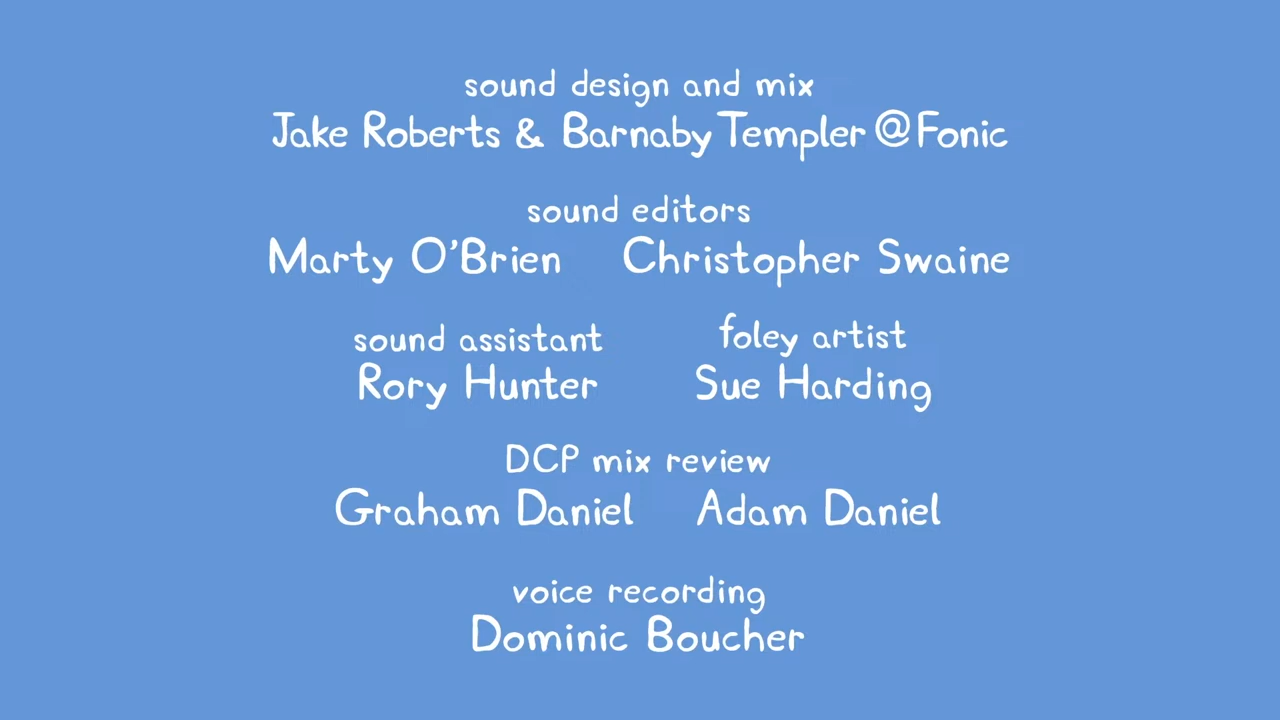 sound design and mix
Jake Roberts & Barnaby Templer @Fonic
sound editors
Marty O'Brien Christopher Swaine
sound assistant foley artist
Rory Hunter Sue Harding
DCP mix review
Graham Daniel Adam Daniel
voice recording
Dominic Boucher